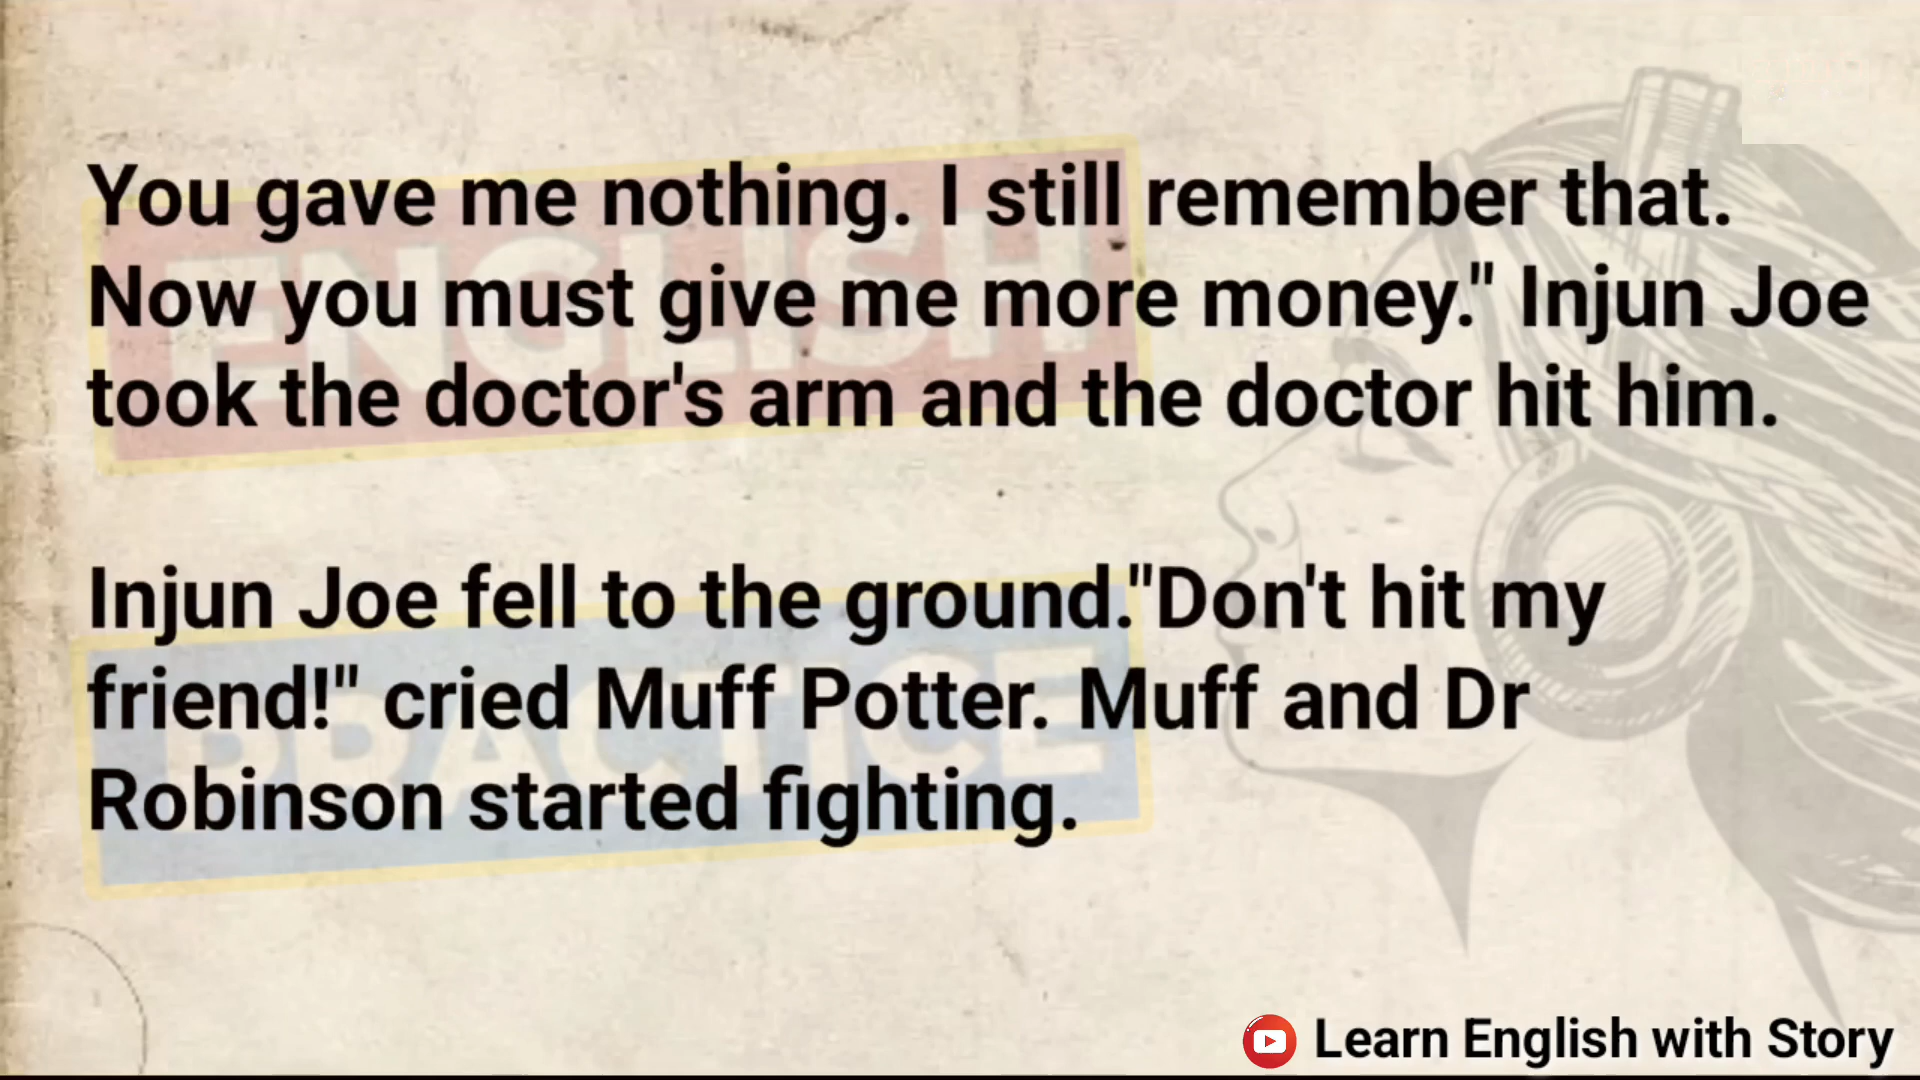 You gave me nothing. I still remember that.
Now you must give me more money." Injun Joe
took the doctor's arm and the doctor hit him.
Injun Joe fell to the ground."Don't hit my
friend!" cried Muff Potter. Muff and Dr
Robinson started fighting.
ENGLISH
PRACTICE
Learn English with Story